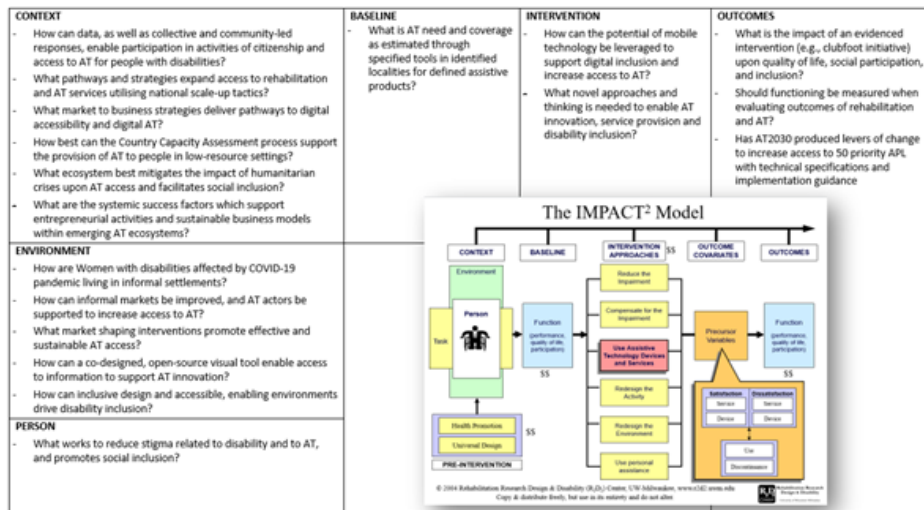 CONTEXT
- How can data, as well as collective and community-led
responses, enable participation in activities of citizenship and
access to AT for people with disabilities?
- What pathways and strategies expand access to rehabilitation
and AT services utilising national scale-up tactics?
- What market to business strategies deliver pathways to digital
accessibility and digital AT?
- How best can the Country Capacity Assessment process support
the provision of AT to people in low-resource settings?
- What ecosystem best mitigates the impact of humanitarian
crises upon AT access and facilitates social inclusion?
- What are the systemic success factors which support
entrepreneurial activities and sustainable business models
within emerging AT ecosystems?
BASELINE
- What is AT need and coverage
as estimated through
specified tools in identified
localities for defined assistive
products?
INTERVENTION
- How can the potential of mobile
technology be leveraged to
support digital inclusion and
increase access to AT?
- What novel approaches and
thinking is needed to enable AT
innovation, service provision and
disability inclusion?
OUTCOMES
- What is the impact of an evidenced
intervention (e.g., clubfoot initiative)
upon quality of life, social participation,
and inclusion?
- Should functioning be measured when
evaluating outcomes of rehabilitation
and AT?
- Has AT2030 produced levers of change
to increase access to 50 priority APL
with technical specifications and
implementation guidance
ENVIRONMENT
- How are Women with disabilities affected by COVID-19
pandemic living in informal settlements?
- How can informal markets be improved, and AT actors be
supported to increase access to AT?
- What market shaping interventions promote effective and
sustainable AT access?
- How can a co-designed, open-source visual tool enable access
to information to support AT innovation?
- How can inclusive design and accessible, enabling environments
drive disability inclusion?
PERSON
- What works to reduce stigma related to disability and to AT,
and promotes social inclusion?
The IMPACT² Model
CONTEXT
BASELINE
INTERVENTION
APPROACHES
$$
OUTCOME
COVARIATES
OUTCOMES
Environment
Person
Task
Function
(performance,
quality of life,
participation)
$$
Reduce the
Impairment
Compensate for the
Impairment
Use Assistive
Technology Devices
and Services
Redesign the
Activity
Redesign the
Environment
Use personal
assistance
Precursor
Variables
Function
(performance,
quality of life,
participation)
$$
Satisfaction
Service
Device
Dissatisfaction
Service
Device
Use
Discontinuance
Health Promotion
Universal Design
$$
PRE-INTERVENTION
© 2004 Rehabilitation Research Design & Disability (R₂D₂) Center, UW-Milwaukee, www.r2d2.uwm.edu
Copy & distribute freely, but use in its entirety and do not alter
Rehabilitation Research
Design & Disability